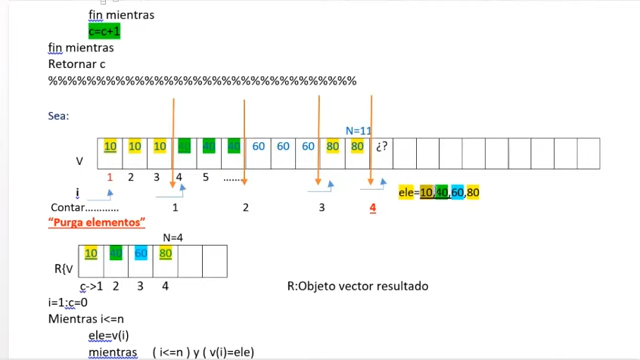 fin mientras
c=c+1
fin mientras
Retornar c
%%%%%%%%%%%%%%%%%%%%%%%%%%%%%%%%
Sea:
N=11
V 10 10 10 40 40 60 60 60 80 80 ¿?
1 2 3 4 5 .......
i
Contar............ 1 2 3 4
ele=10,40,60,80
"Purga elementos"
N=4
R{V 10 40 60 80
c->1 2 3 4
R:Objeto vector resultado
i=1;c=0
Mientras i<=n
ele=v(i)
mientras ( i<=n ) y ( v(i)=ele)